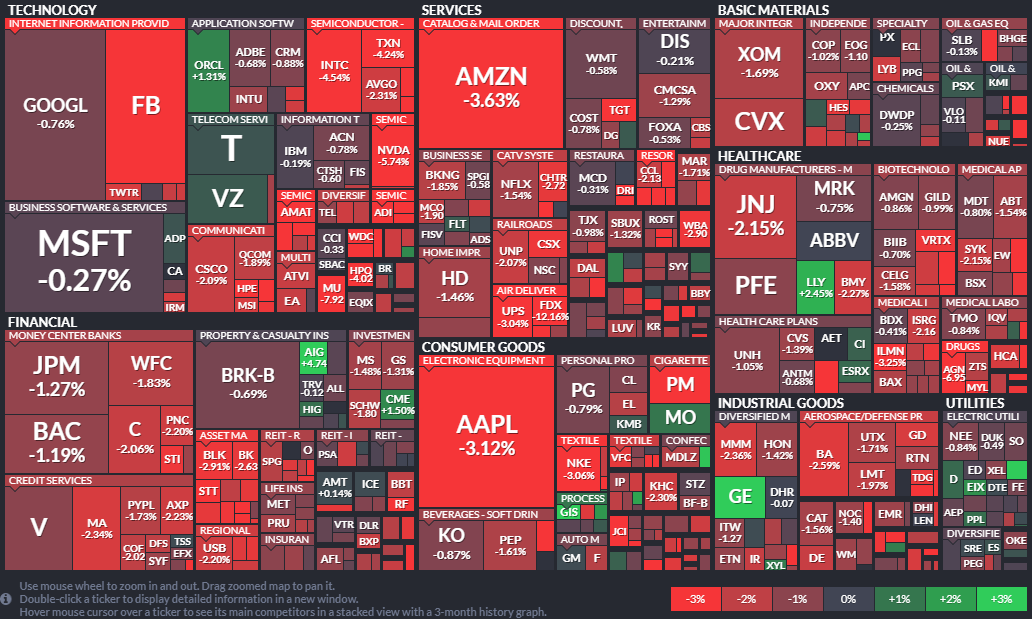 TECHNOLOGY
INTERNET INFORMATION PROVID
GOOGL
-0.76%
FB
TWTR
APPLICATION SOFTW
ORCL
+1.31%
ADBE
-0.68%
CRM
-0.88%
INTU
SEMICONDUCTOR -
INTC
-4.54%
TXN
-4.24%
AVGO
-2.31%
TELECOM SERVI
T
VZ
INFORMATION T
IBM
-0.19%
ACN
-0.78%
CTSH
-0.60
FIS
SEMIC
NVDA
-5.74%
BUSINESS SOFTWARE & SERVICES
MSFT
-0.27%
ADP
CA
IRM
COMMUNICATI
CSCO
-2.09%
QCOM
-1.89%
HPE
MSI
SEMIC
AMAT
DIVERSIF
TEL
SEMIC
ADI
CCI
-0.33
WDC
SBAC
MULTI
ATVI
EA
MU
-7.92
HPQ
-4.02
BR
EQIX
FINANCIAL
MONEY CENTER BANKS
JPM
-1.27%
WFC
-1.83%
BAC
-1.19%
C
-2.06%
PNC
-2.20%
STI
PROPERTY & CASUALTY INS
BRK-B
-0.69%
AIG
+4.74
TRV
-0.12
ALL
HIG
INVESTMEN
MS
-1.48%
GS
-1.31%
SCHW
-1.80
CME
+1.50%
CREDIT SERVICES
V
MA
-2.34%
PYPL
-1.73%
AXP
-2.23%
COF
-2.02
DFS
SYF
TSS
EFX
ASSET MA
BLK
-2.91%
BK
-2.63
STT
REGIONAL
USB
-2.20%
REIT - R
SPG
O
REIT - I
PSA
REIT -
LIFE INS
MET
PRU
INSURAN
AMT
+0.14%
ICE
BBT
RF
VTR
DLR
BXP
AFL
SERVICES
CATALOG & MAIL ORDER
AMZN
-3.63%
DISCOUNT,
WMT
-0.58%
COST
-0.78%
TGT
DG
ENTERTAINM
DIS
-0.21%
CMCSA
-1.29%
FOXA
-0.53%
CBS
BUSINESS SE
BKNG
-1.85%
SPGI
-0.58
MCO
-1.90
FLT
FISV
ADS
CATV SYSTE
NFLX
-1.54%
CHTR
-2.72
RESTAURA
MCD
-0.31%
DRI
RESOR
CCL
-2.13
MAR
-1.71%
RAILROADS
UNP
-2.07%
CSX
NSC
TJX
-0.98%
SBUX
-1.32%
ROST
WBA
-2.90
HOME IMPR
HD
-1.46%
AIR DELIVER
UPS
-3.04%
FDX
-12.16%
DAL
SYY
BBY
LUV
KR
CONSUMER GOODS
ELECTRONIC EQUIPMENT
AAPL
-3.12%
PERSONAL PRO
PG
-0.79%
CL
EL
KMB
CIGARETTE
PM
MO
TEXTILE
NKE
-3.06%
TEXTILE
VFC
CONFEC
MDLZ
PROCESS
GIS
IP
KHC
-2.30%
STZ
BF-B
BEVERAGES - SOFT DRIN
KO
-0.87%
PEP
-1.61%
AUTO M
GM
F
JCI
BASIC MATERIALS
MAJOR INTEGR
XOM
-1.69%
CVX
INDEPENDE
COP
-1.02%
EOG
-1.10
OXY
APC
HES
SPECIALTY
PX
ECL
LYB
PPG
CHEMICALS
DWDP
-0.25%
OIL & GAS EQ
SLB
-0.13%
BHGE
OIL &
PSX
VLO
-0.11
OIL &
KMI
NUE
HEALTHCARE
DRUG MANUFACTURERS - M
JNJ
-2.15%
MRK
-0.75%
ABBV
PFE
LLY
+2.45%
BMY
-2.27%
BIOTECHNOLO
AMGN
-0.86%
GILD
-0.99%
BIIB
-0.70%
VRTX
CELG
-1.58%
MEDICAL AP
MDT
-0.80%
ABT
-1.54%
SYK
-2.15%
EW
BSX
HEALTH CARE PLANS
UNH
-1.05%
CVS
-1.39%
AET
CI
ANTM
-0.68%
ESRX
MEDICAL I
BDX
-0.41%
ISRG
-2.16
ILMN
-3.25%
BAX
MEDICAL LABO
TMO
-0.84%
IQV
DRUGS
AGN
-6.95
ZTS
MYL
HCA
INDUSTRIAL GOODS
DIVERSIFIED M
MMM
-2.36%
HON
-1.42%
GE
DHR
-0.07
ITW
-1.27
ETN
IR
XYL
AEROSPACE/DEFENSE PR
BA
-2.59%
UTX
-1.71%
GD
LMT
-1.97%
RTN
TDG
CAT
-1.56%
NOC
-1.40
EMR
DHI
LEN
DE
WM
UTILITIES
ELECTRIC UTILI
NEE
-0.84%
DUK
-0.49
SO
D
ED
XEL
EIX
DTE
FE
AEP
PPL
DIVERSIFIE
SRE
ES
OKE
PEG
Use mouse wheel to zoom in and out. Drag zoomed map to pan it.
Double-click a ticker to display detailed information in a new window.
Hover mouse cursor over a ticker to see its main competitors in a stacked view with a 3-month history graph.
-3%
-2%
-1%
0%
+1%
+2%
+3%